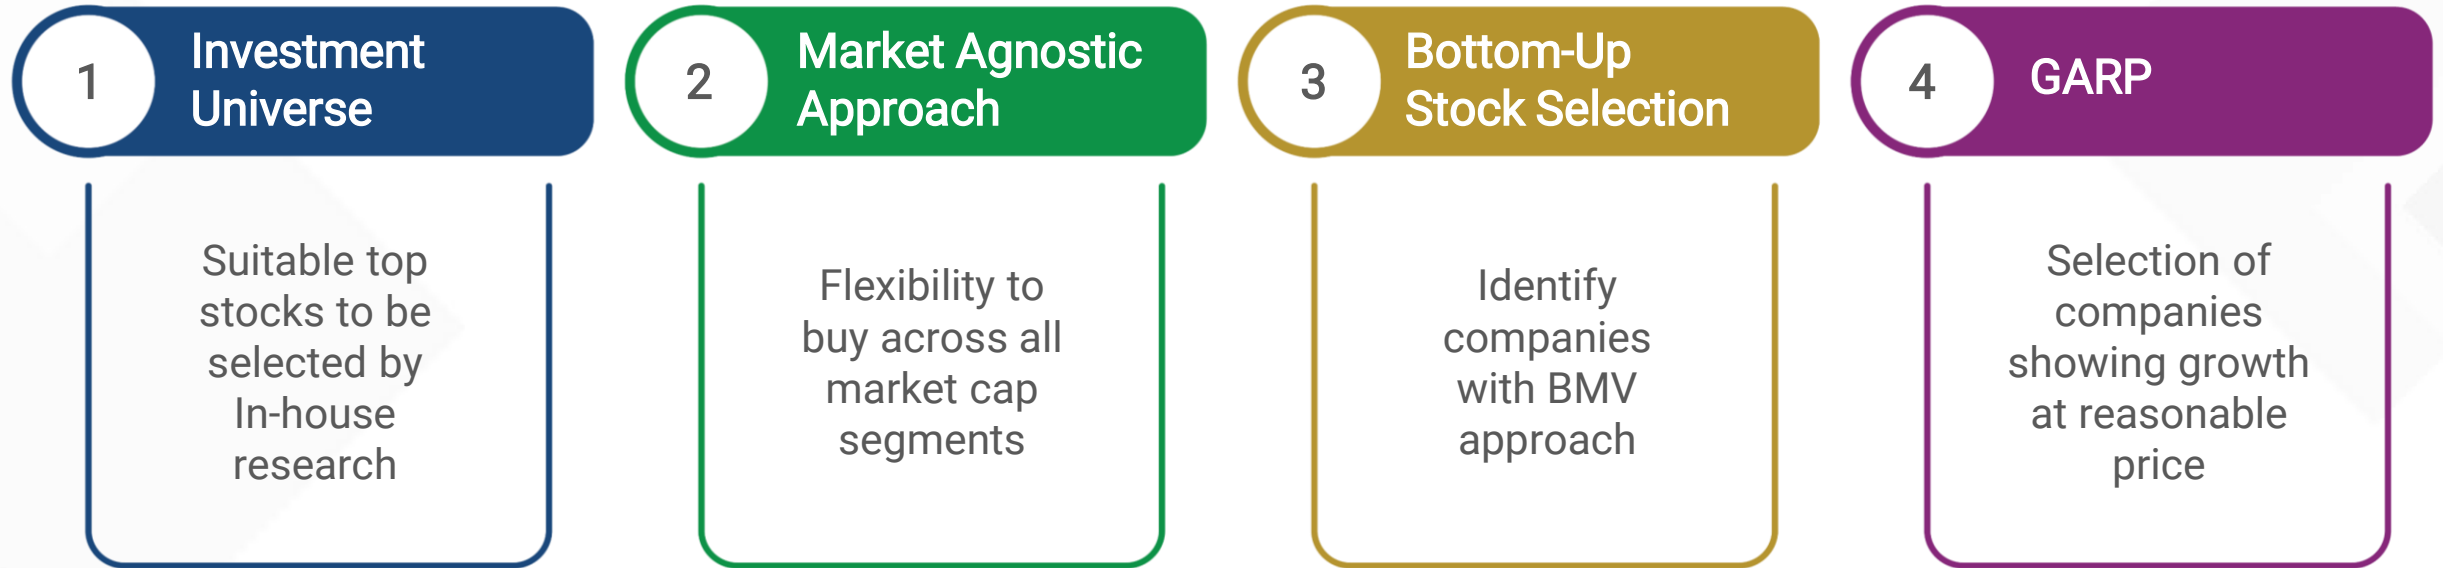 1
Investment
Universe
Suitable top
stocks to be
selected by
In-house
research
2
Market Agnostic
Approach
Flexibility to
buy across all
market cap
segments
3
Bottom-Up
Stock Selection
Identify
companies
with BMV
approach
4
GARP
Selection of
companies
showing growth
at reasonable
price